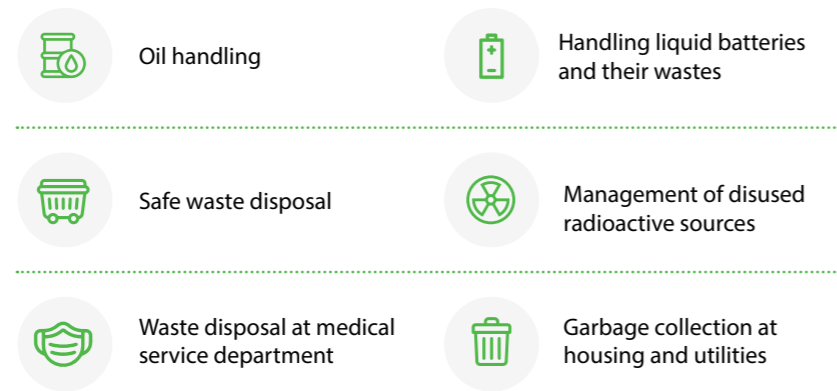 Oil handling
Handling liquid batteries
and their wastes
Safe waste disposal
Management of disused
radioactive sources
Waste disposal at medical
service department
Garbage collection at
housing and utilities